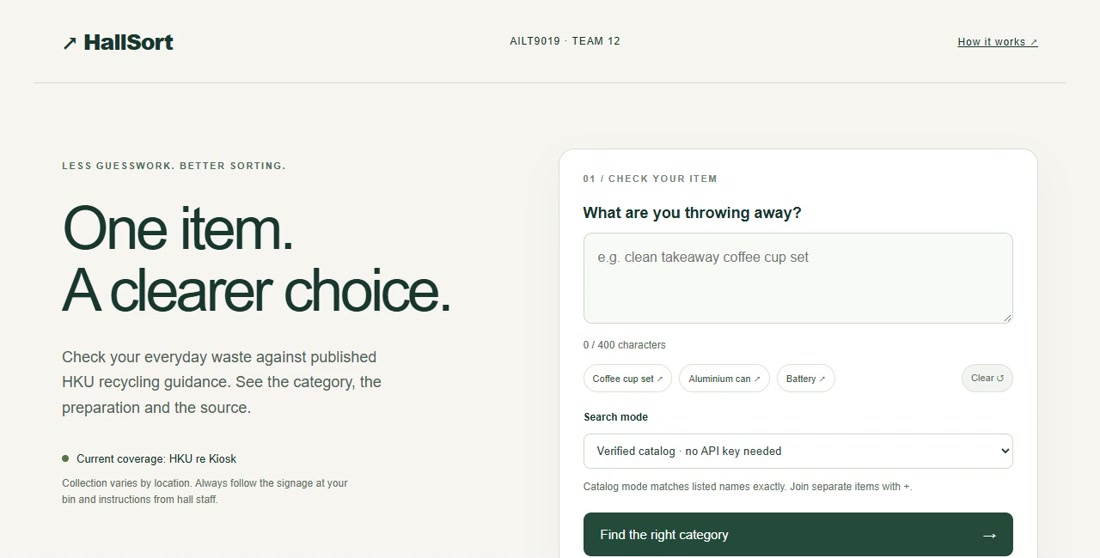 ↗ HallSort
AILT9019 · TEAM 12
How it works ↗
LESS GUESSWORK. BETTER SORTING.
One item.
A clearer choice.
Check your everyday waste against published
HKU recycling guidance. See the category, the
preparation and the source.
Current coverage: HKU re Kiosk
Collection varies by location. Always follow the signage at your
bin and instructions from hall staff.
01 / CHECK YOUR ITEM
What are you throwing away?
e.g. clean takeaway coffee cup set
0 / 400 characters
Coffee cup set ↗
Aluminium can ↗
Battery ↗
Clear ↺
Search mode
Verified catalog · no API key needed
Catalog mode matches listed names exactly. Join separate items with +.
Find the right category →